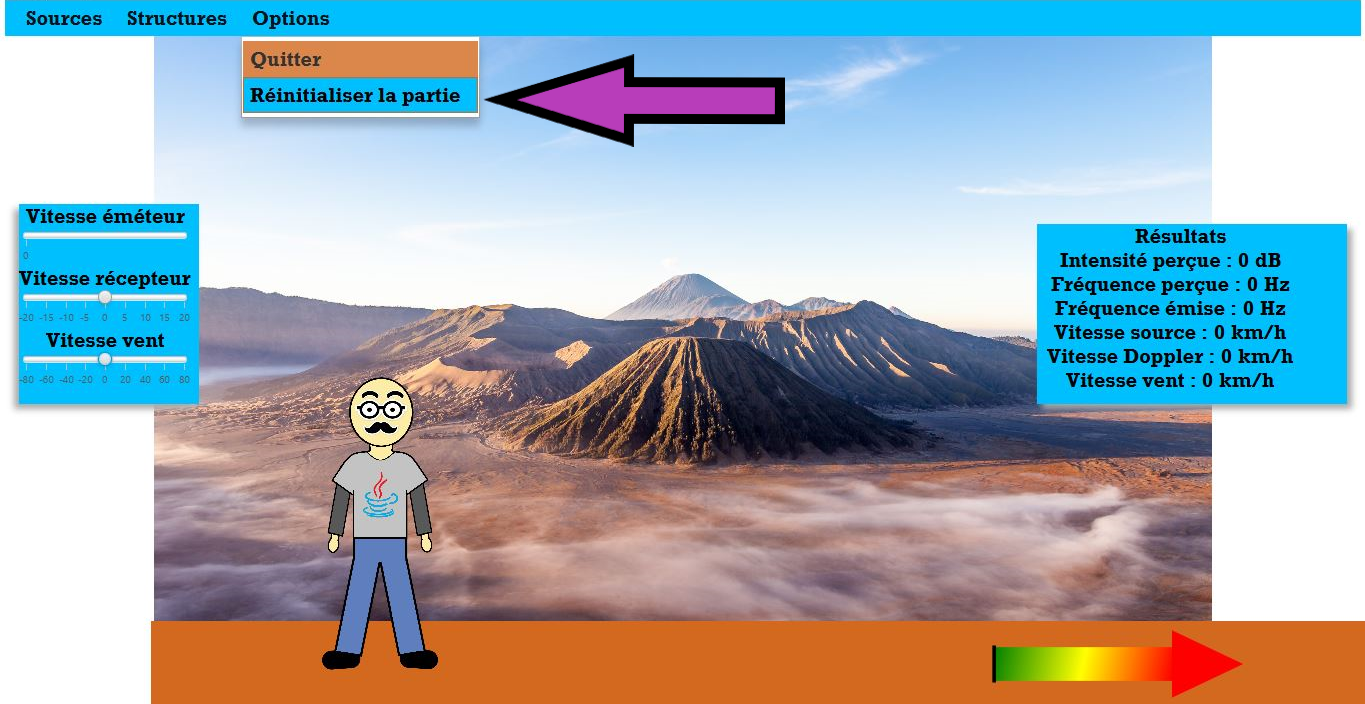 Sources Structures Options
Quitter
Réinitialiser la partie
Vitesse éméteur
0
Vitesse récepteur
-20 -15 -10 -5 0 5 10 15 20
Vitesse vent
-80 -60 -40 -20 0 20 40 60 80
Résultats
Intensité perçue : 0 dB
Fréquence perçue : 0 Hz
Fréquence émise : 0 Hz
Vitesse source : 0 km/h
Vitesse Doppler : 0 km/h
Vitesse vent : 0 km/h